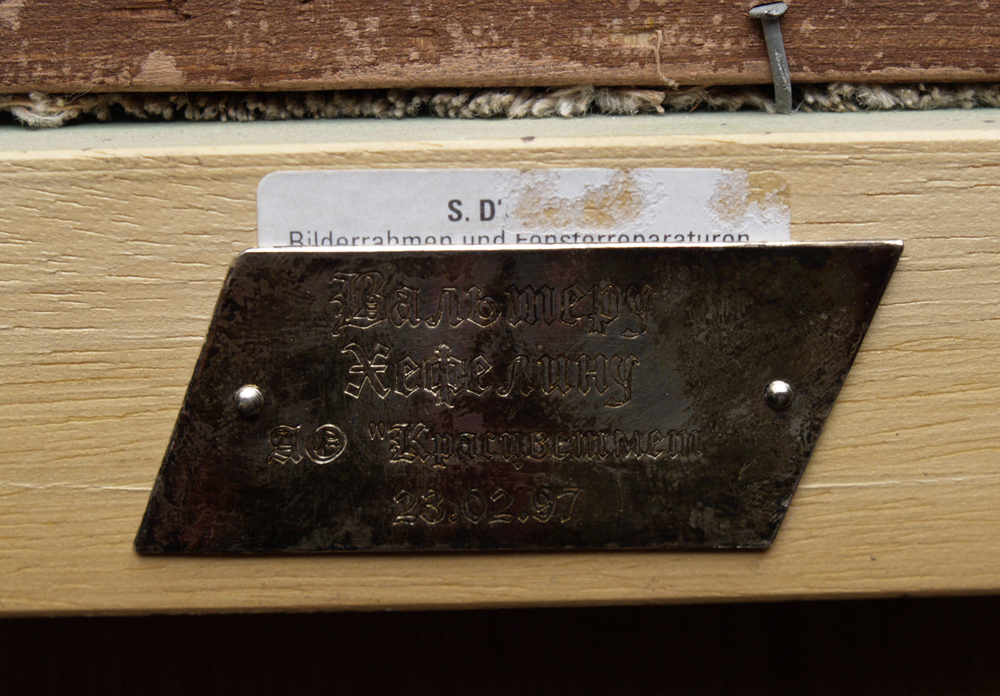 S. D'
Bilderrahmen und Fensterreparaturen
Вальтеру
Хефелину
АО "Красцветмет"
23.02.97